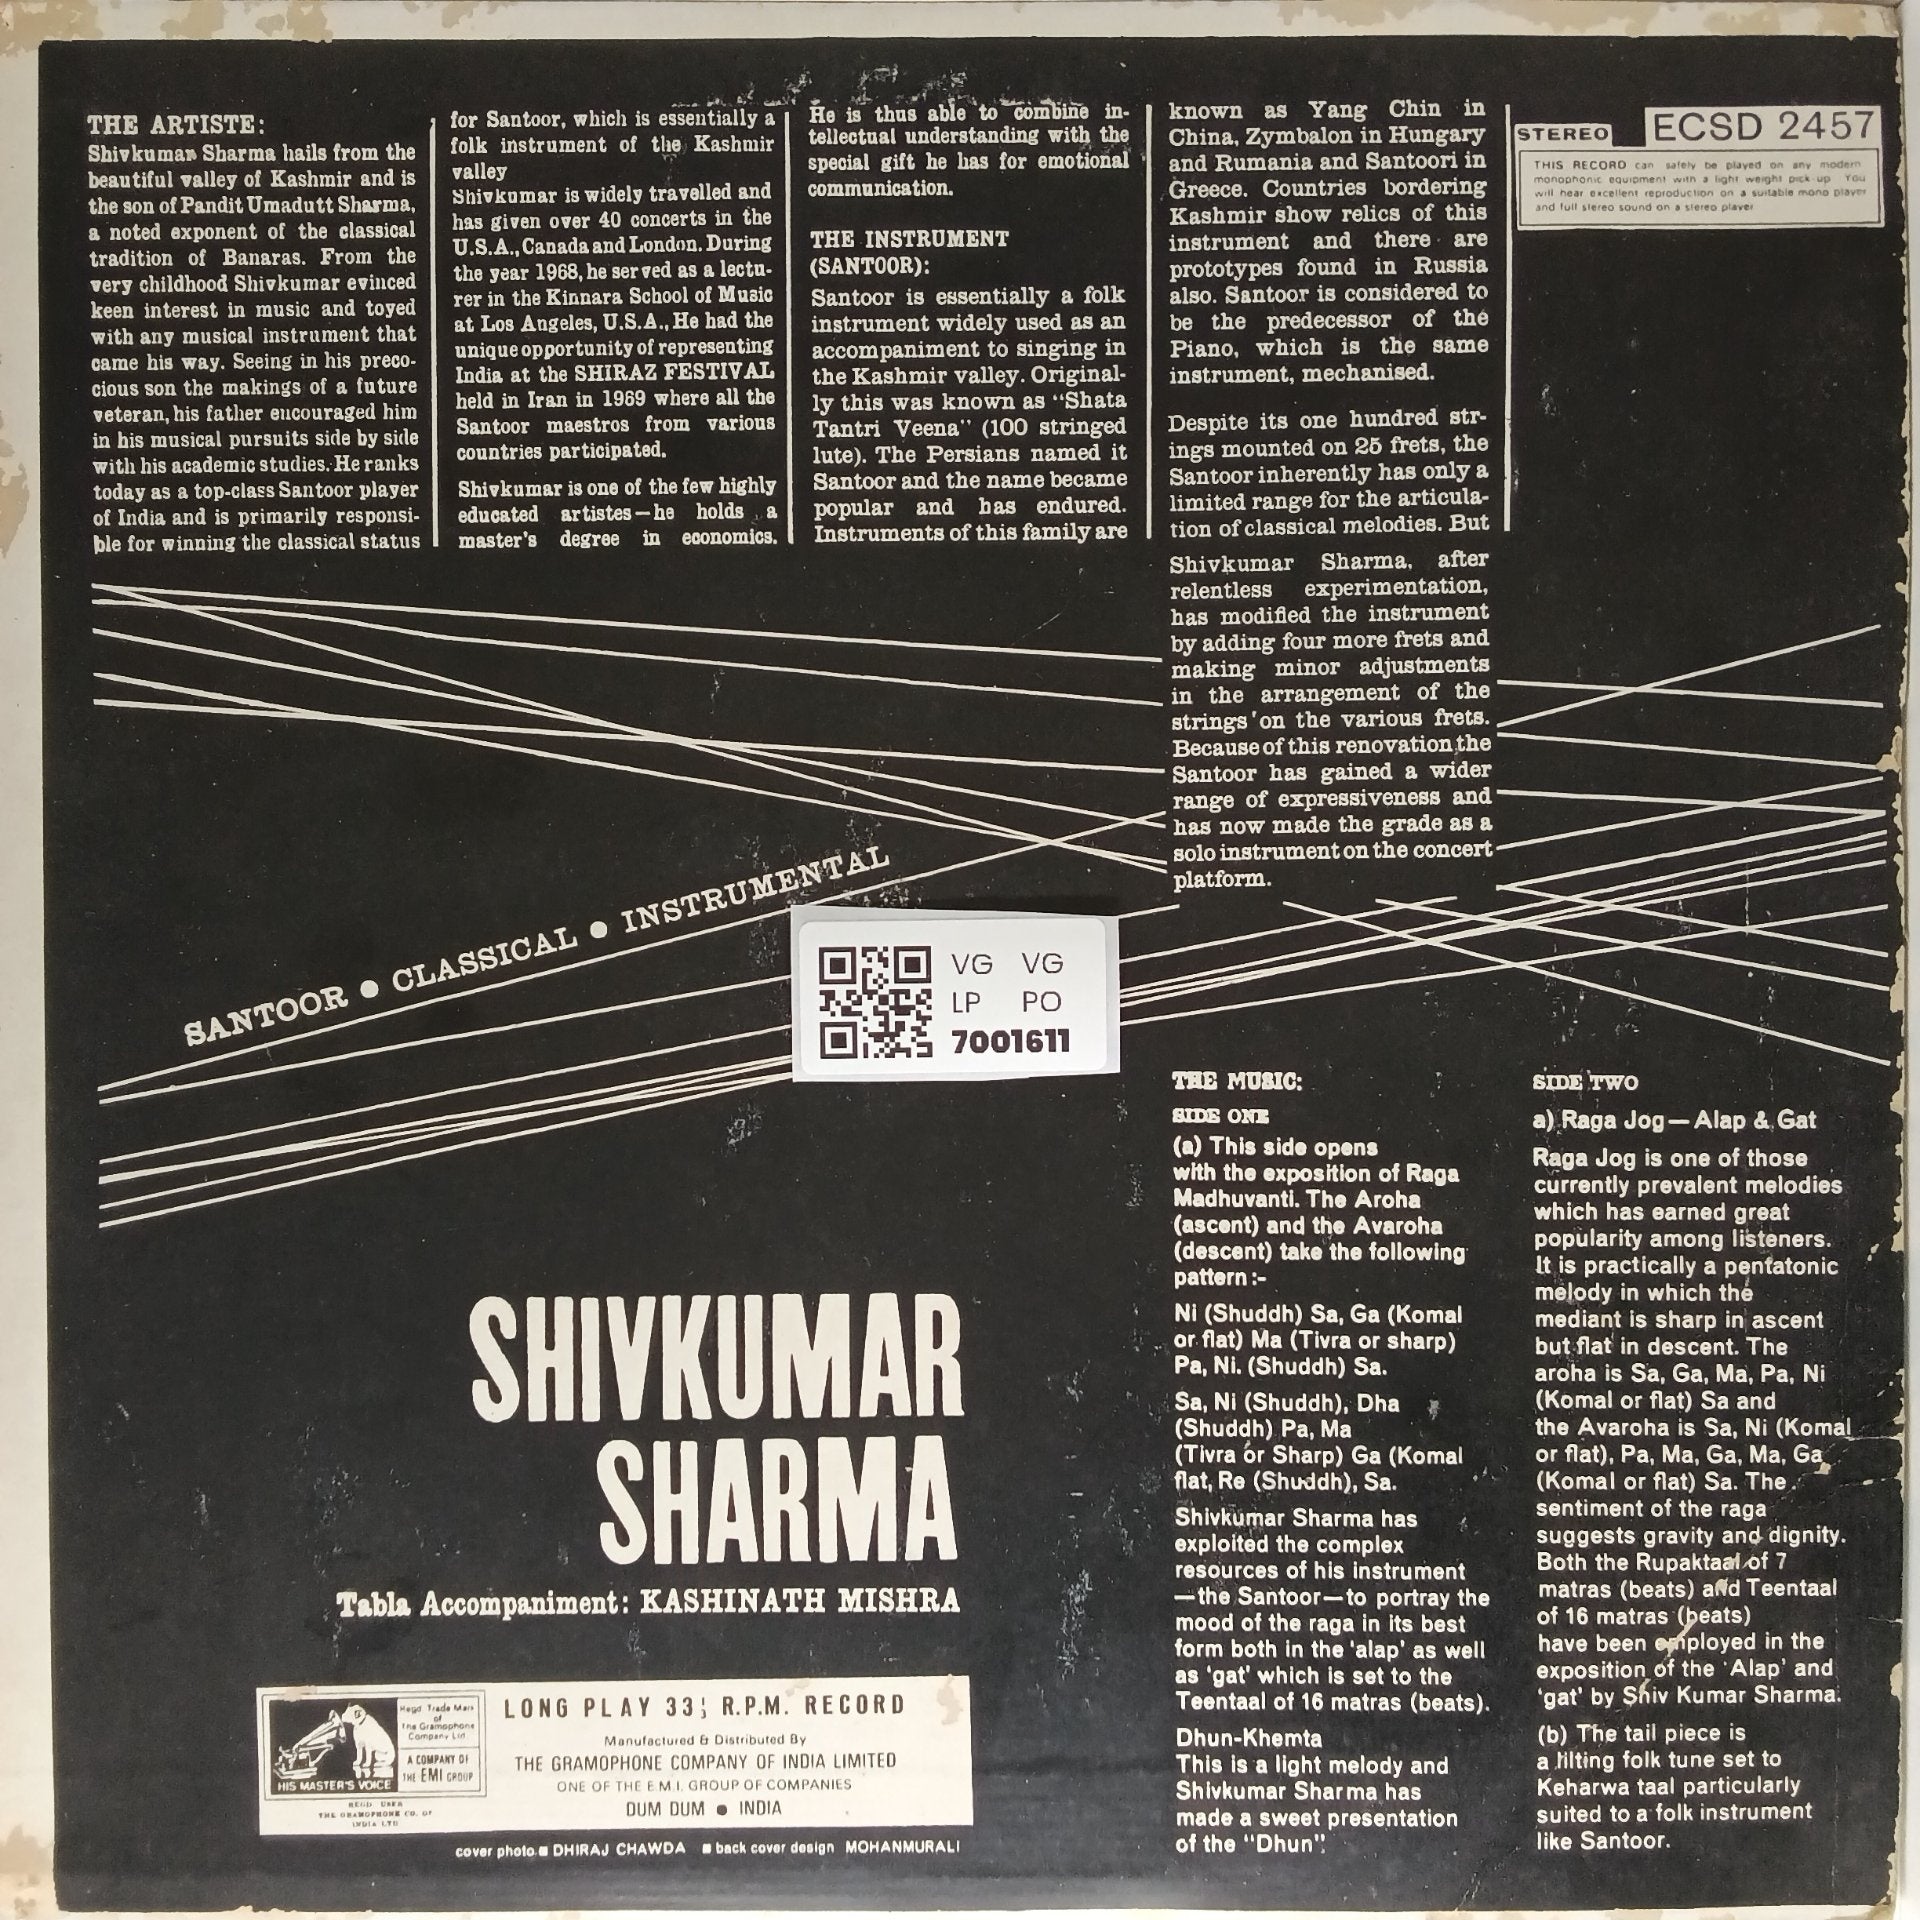 THE ARTISTE:
Shivkumar Sharma hails from the
beautiful valley of Kashmir and is
the son of Pandit Umadutt Sharma,
a noted exponent of the classical
tradition of Banaras. From the
very childhood Shivkumar evinced
keen interest in music and toyed
with any musical instrument that
came his way. Seeing in his preco-
cious son the makings of a future
veteran, his father encouraged him
in his musical pursuits side by side
with his academic studies. He ranks
today as a top-class Santoor player
of India and is primarily responsi-
ble for winning the classical status
for Santoor, which is essentially a
folk instrument of the Kashmir
valley
Shivkumar is widely travelled and
has given over 40 concerts in the
U.S.A., Canada and London. During
the year 1968, he served as a lectu-
rer in the Kinnara School of Music
at Los Angeles, U.S.A., He had the
unique opportunity of representing
India at the SHIRAZ FESTIVAL
held in Iran in 1969 where all the
Santoor maestros from various
countries participated.
Shivkumar is one of the few highly
educated artistes—he holds a
master's degree in economics.
He is thus able to combine in-
tellectual understanding with the
special gift he has for emotional
communication.
THE INSTRUMENT
(SANTOOR):
Santoor is essentially a folk
instrument widely used as an
accompaniment to singing in
the Kashmir valley. Original-
ly this was known as "Shata
Tantri Veena" (100 stringed
lute). The Persians named it
Santoor and the name became
popular and has endured.
Instruments of this family are
known as Yang Chin in
China, Zymbalon in Hungary
and Rumania and Santoori in
Greece. Countries bordering
Kashmir show relics of this
instrument and there are
prototypes found in Russia
also. Santoor is considered to
be the predecessor of the
Piano, which is the same
instrument, mechanised.
Despite its one hundred str-
ings mounted on 25 frets, the
Santoor inherently has only a
limited range for the articula-
tion of classical melodies. But
Shivkumar Sharma, after
relentless experimentation,
has modified the instrument
by adding four more frets and
making minor adjustments
in the arrangement of the
strings on the various frets.
Because of this renovation the
Santoor has gained a wider
range of expressiveness and
has now made the grade as a
solo instrument on the concert
platform.
STEREO ECSD 2457
THIS RECORD can safely be played on any modern
monophonic equipment with a light weight pick-up You
will hear excellent reproduction on a suitable mono player
and full stereo sound on a stereo player
SANTOOR ● CLASSICAL ● INSTRUMENTAL
VG VG
LP PO
7001611
THE MUSIC:
SIDE ONE
(a) This side opens
with the exposition of Raga
Madhuvanti. The Aroha
(ascent) and the Avaroha
(descent) take the following
pattern :-
Ni (Shuddh) Sa, Ga (Komal
or flat) Ma (Tivra or sharp)
Pa, Ni. (Shuddh) Sa.
Sa, Ni (Shuddh), Dha
(Shuddh) Pa, Ma
(Tivra or Sharp) Ga (Komal
flat, Re (Shuddh), Sa.
Shivkumar Sharma has
exploited the complex
resources of his instrument
—the Santoor—to portray the
mood of the raga in its best
form both in the 'alap' as well
as 'gat' which is set to the
Teentaal of 16 matras (beats).
Dhun-Khemta
This is a light melody and
Shivkumar Sharma has
made a sweet presentation
of the "Dhun".
SIDE TWO
a) Raga Jog—Alap & Gat
Raga Jog is one of those
currently prevalent melodies
which has earned great
popularity among listeners.
It is practically a pentatonic
melody in which the
mediant is sharp in ascent
but flat in descent. The
aroha is Sa, Ga, Ma, Pa, Ni
(Komal or flat) Sa and
the Avaroha is Sa, Ni (Komal
or flat), Pa, Ma, Ga, Ma, Ga
(Komal or flat) Sa. The
sentiment of the raga
suggests gravity and dignity.
Both the Rupaktaal of 7
matras (beats) and Teentaal
of 16 matras (beats)
have been employed in the
exposition of the 'Alap' and
'gat' by Shiv Kumar Sharma.
(b) The tail piece is
a lilting folk tune set to
Keharwa taal particularly
suited to a folk instrument
like Santoor.
SHIVKUMAR
SHARMA
Tabla Accompaniment: KASHINATH MISHRA
HIS MASTER'S VOICE
Regd Trade Mark
of
The Gramophone
Company Ltd.
A COMPANY OF
THE EMI GROUP
REGD. USER
THE GRAMOPHONE CO. OF
INDIA LTD
LONG PLAY 33⅓ R.P.M. RECORD
Manufactured & Distributed By
THE GRAMOPHONE COMPANY OF INDIA LIMITED
ONE OF THE E.M.I. GROUP OF COMPANIES
DUM DUM ● INDIA
cover photo ■ DHIRAJ CHAWDA ■ back cover design MOHANMURALI